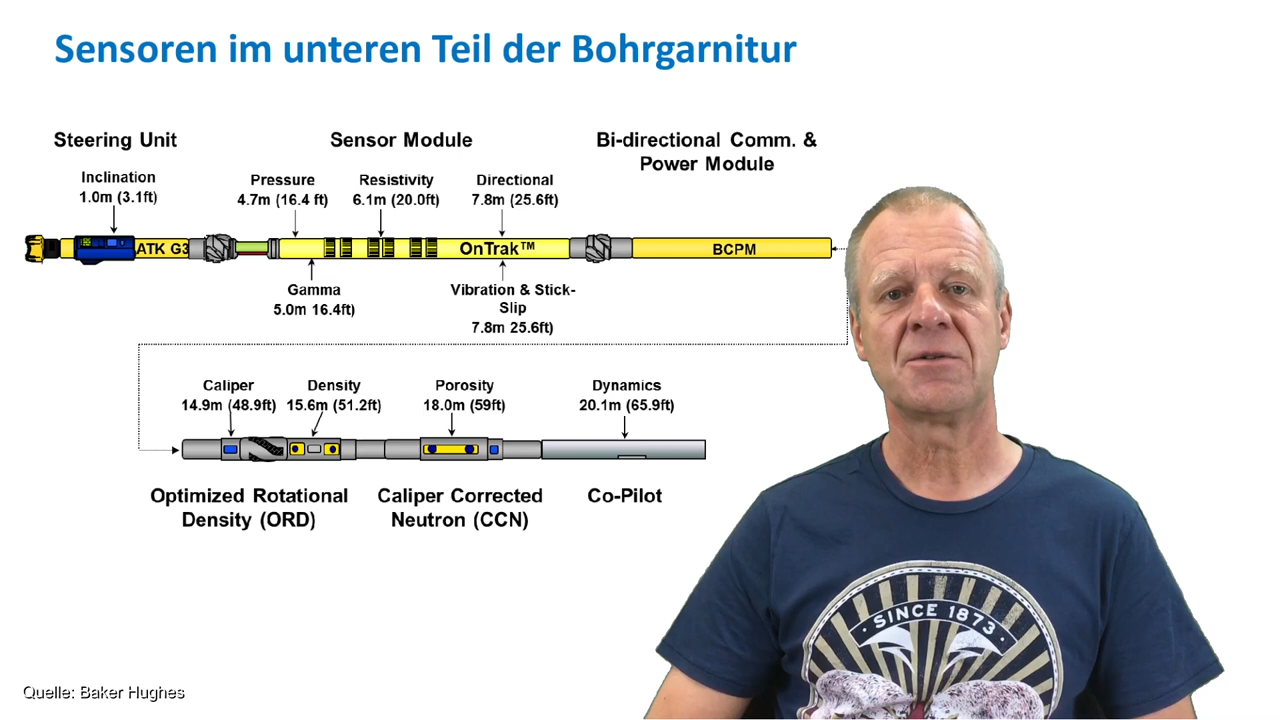 Sensoren im unteren Teil der Bohrgarnitur
Steering Unit
Sensor Module
Bi-directional Comm. &
Power Module
Inclination
1.0m (3.1ft)
Pressure
4.7m (16.4 ft)
Resistivity
6.1m (20.0ft)
Directional
7.8m (25.6ft)
ATK G3
OnTrak™
BCPM
Gamma
5.0m 16.4ft)
Vibration & Stick-
Slip
7.8m 25.6ft)
Caliper
14.9m (48.9ft)
Density
15.6m (51.2ft)
Porosity
18.0m (59ft)
Dynamics
20.1m (65.9ft)
Optimized Rotational
Density (ORD)
Caliper Corrected
Neutron (CCN)
Co-Pilot
· SINCE 1873 ·
Quelle: Baker Hughes